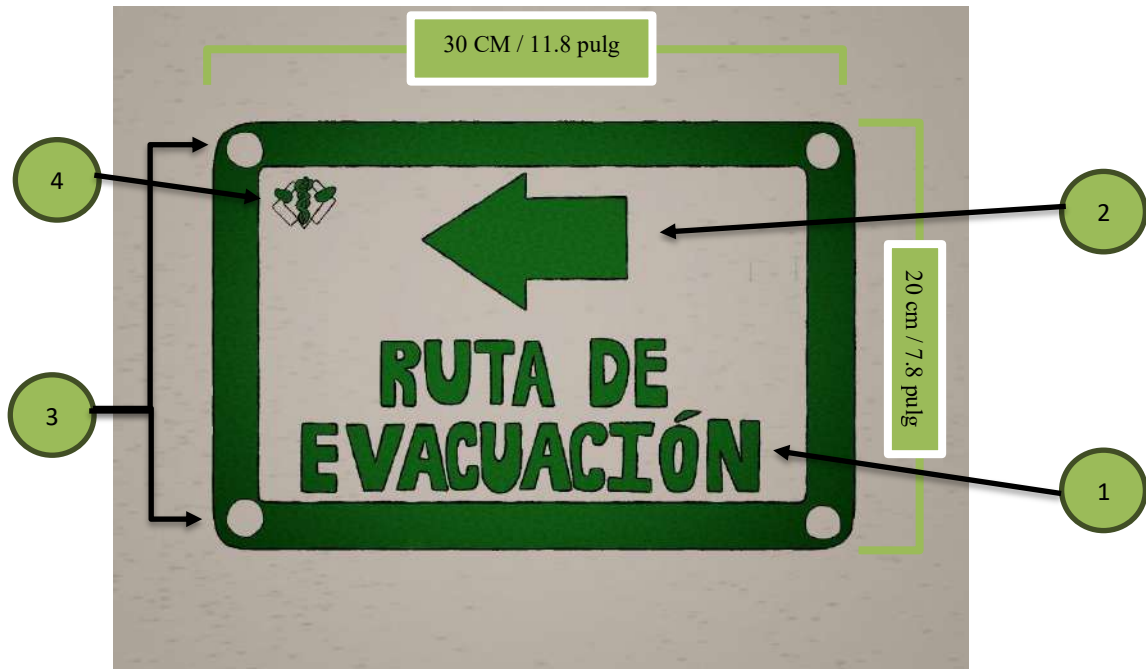 30 CM / 11.8 pulg
4
2
RUTA DE
EVACUACIÓN
20 cm / 7.8 pulg
3
1